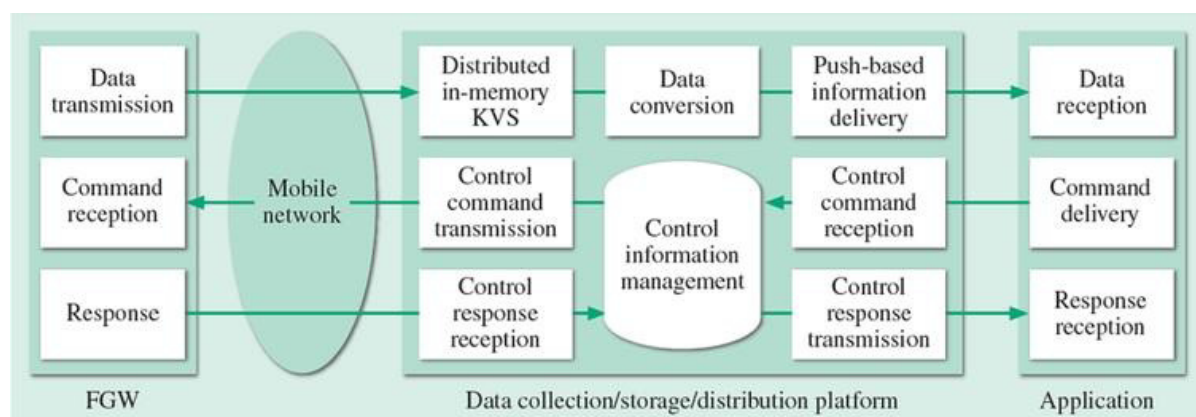 Data
transmission
Distributed
in-memory
KVS
Data
conversion
Push-based
information
delivery
Data
reception
Command
reception
Mobile
network
Control
command
transmission
Control
information
management
Control
command
reception
Command
delivery
Response
Control
response
reception
Control
response
transmission
Response
reception
FGW
Data collection/storage/distribution platform
Application